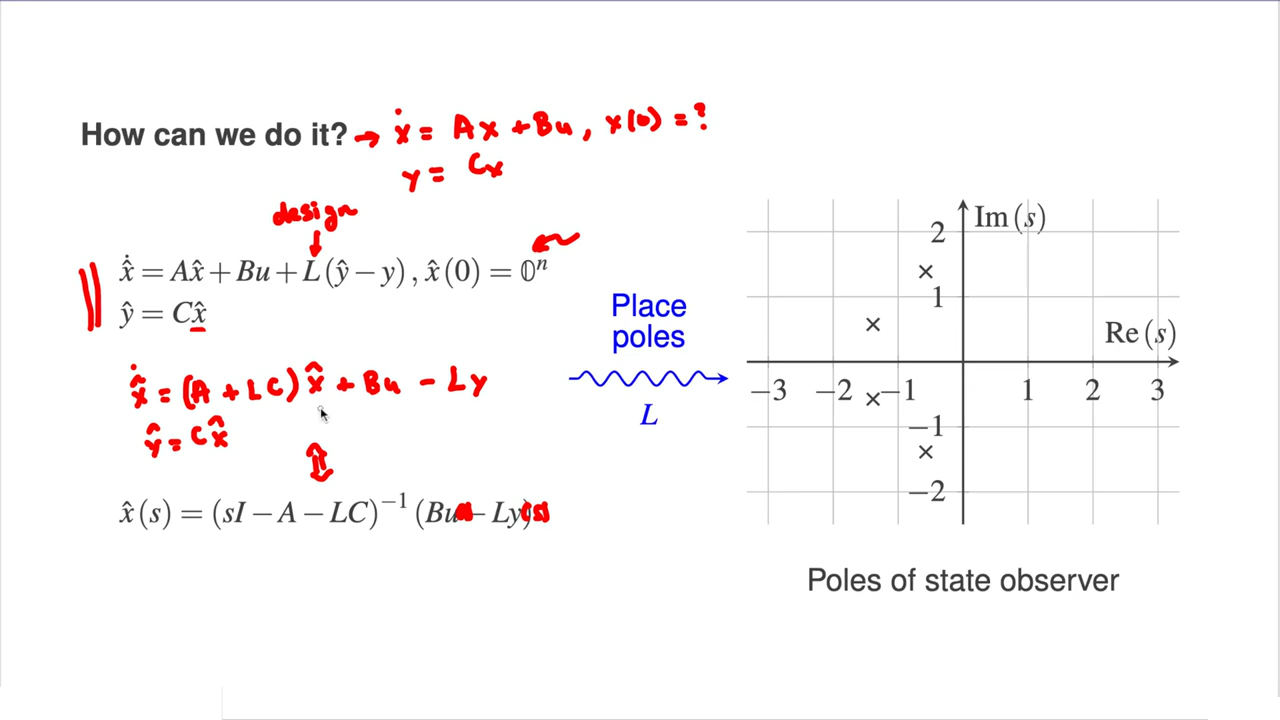 How can we do it? → ẋ = Ax + Bu, x(0) = ?
y = Cx
design
x̂̇ = Ax̂ + Bu + L(ŷ − y), x̂(0) = 𝟘ⁿ
ŷ = Cx̂
x̂̇ = (A + LC) x̂ + Bu − Ly
ŷ = Cx̂
x̂(s) = (sI − A − LC)⁻¹ (Bu − Ly(s)
Place
poles
L
Im(s)
2
1
Re(s)
−3 −2 −1 1 2 3
−1
−2
Poles of state observer